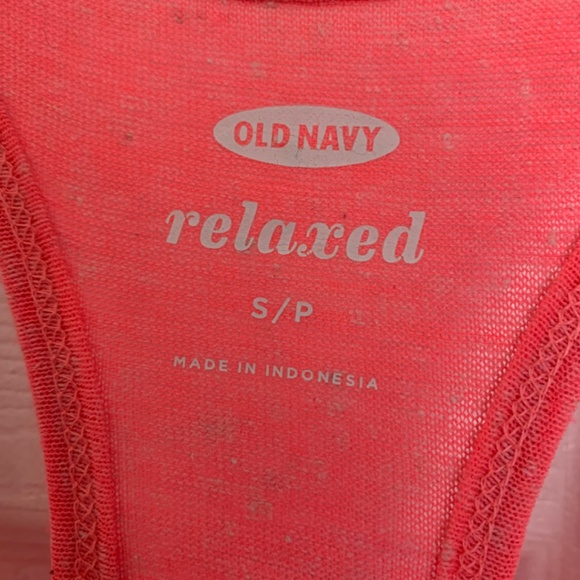 OLD NAVY
relaxed
S/P
MADE IN INDONESIA